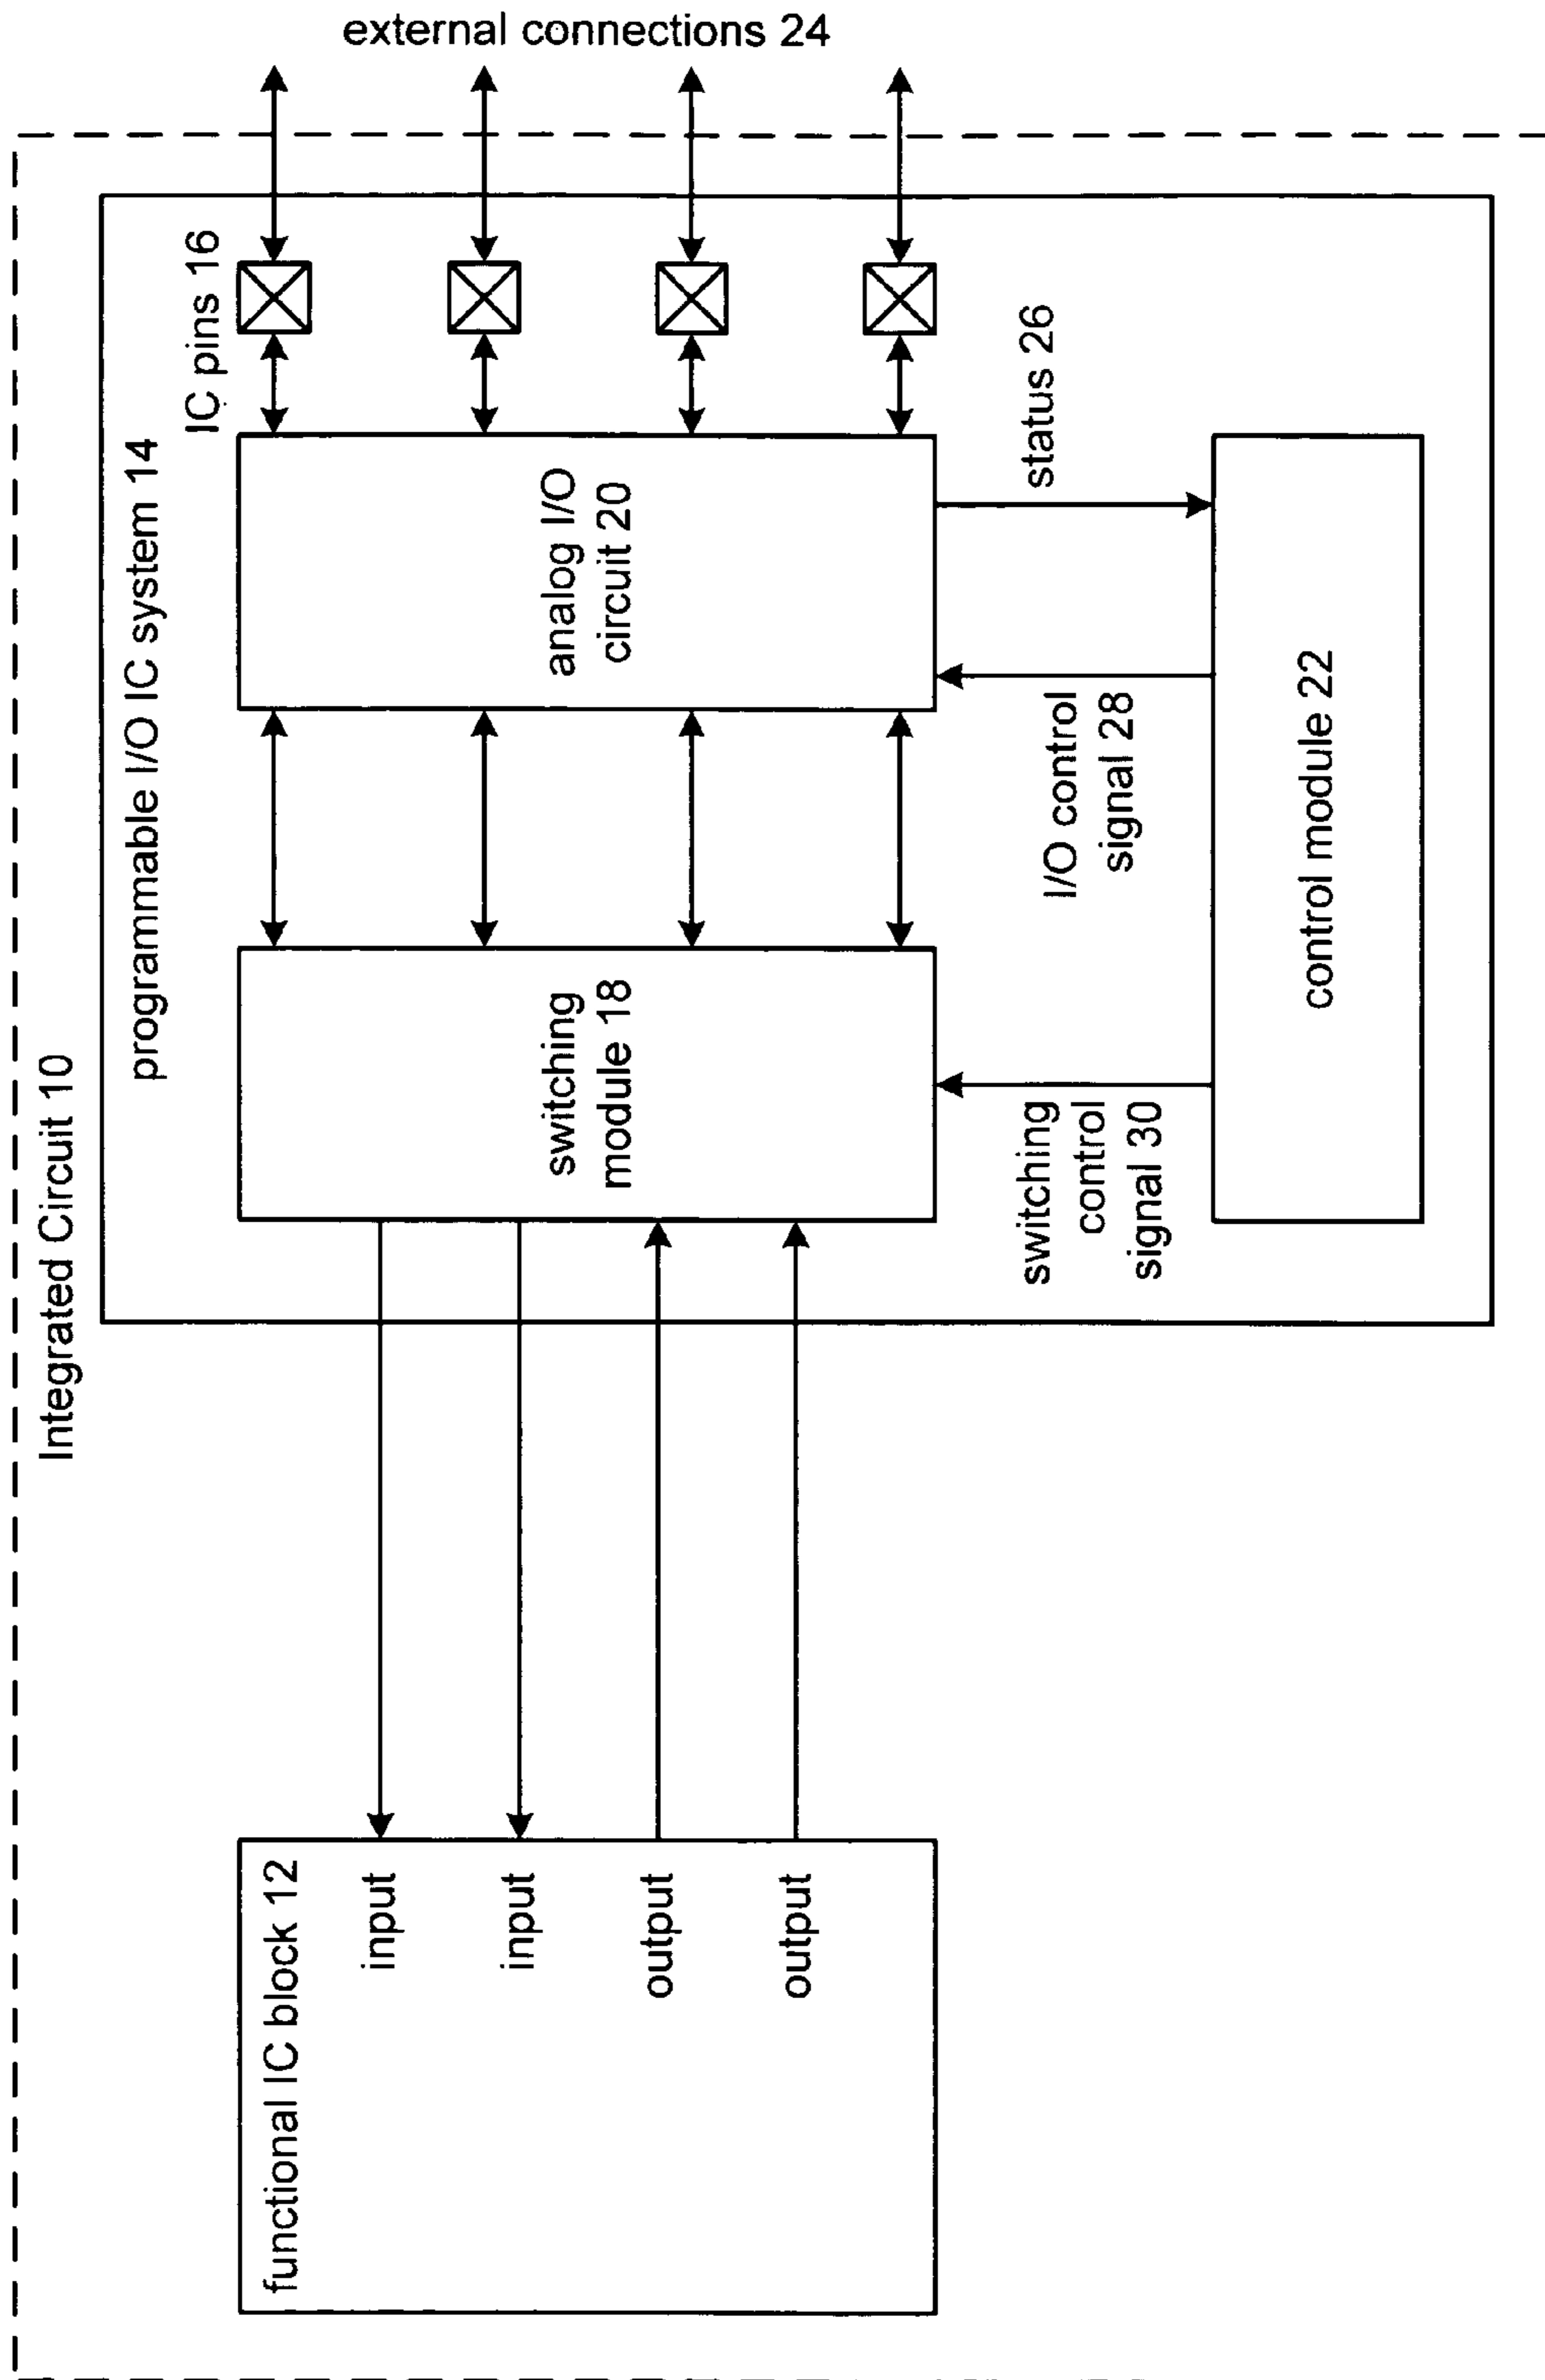 external connections 24
Integrated Circuit 10
programmable I/O IC system 14
IC pins 16
functional IC block 12
input
input
output
output
switching
module 18
analog I/O
circuit 20
switching
control
signal 30
I/O control
signal 28
status 26
control module 22